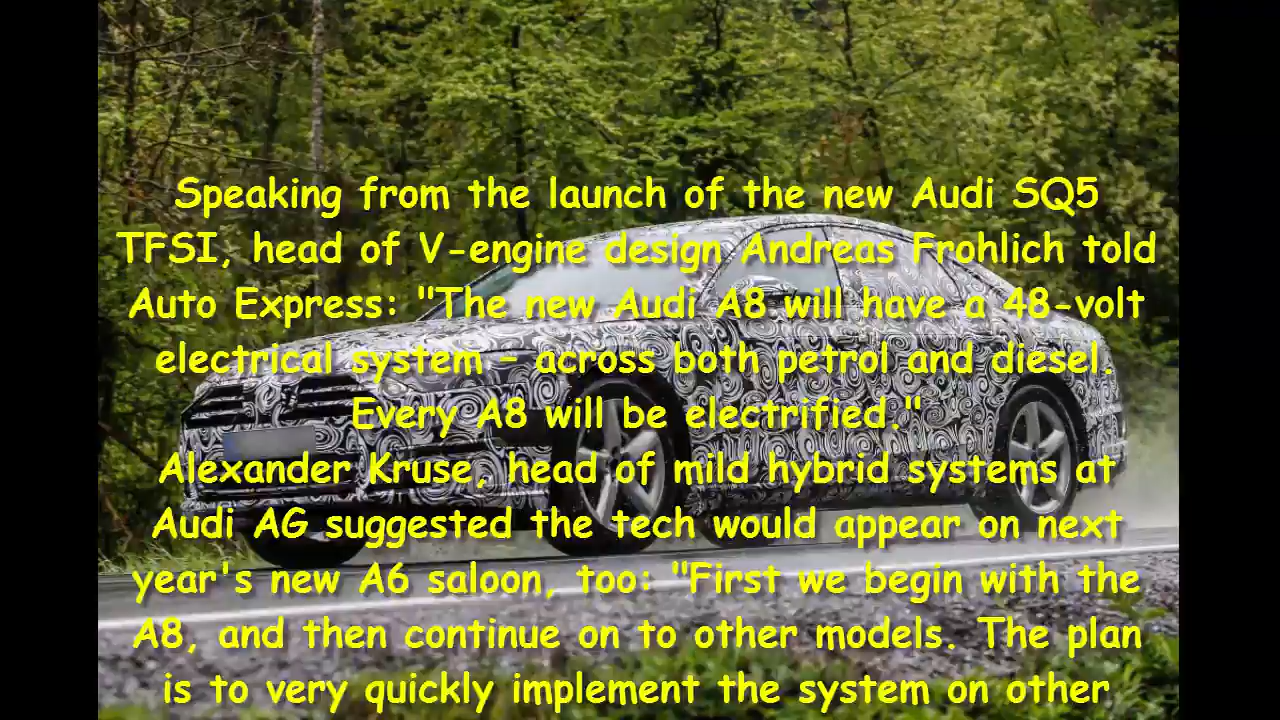 Speaking from the launch of the new Audi SQ5
TFSI, head of V-engine design Andreas Frohlich told
Auto Express: "The new Audi A8 will have a 48-volt
electrical system – across both petrol and diesel.
Every A8 will be electrified."
Alexander Kruse, head of mild hybrid systems at
Audi AG suggested the tech would appear on next
year's new A6 saloon, too: "First we begin with the
A8, and then continue on to other models. The plan
is to very quickly implement the system on other